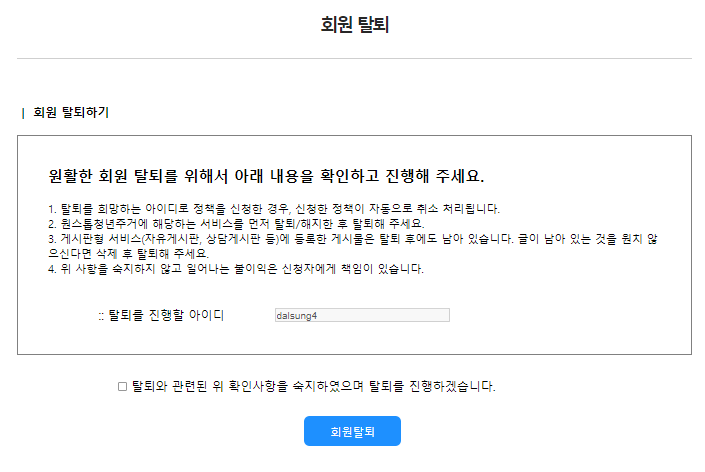 회원 탈퇴
| 회원 탈퇴하기
원활한 회원 탈퇴를 위해서 아래 내용을 확인하고 진행해 주세요.
1. 탈퇴를 희망하는 아이디로 정책을 신청한 경우, 신청한 정책이 자동으로 취소 처리됩니다.
2. 원스톱청년주거에 해당하는 서비스를 먼저 탈퇴/해지한 후 탈퇴해 주세요.
3. 게시판형 서비스(자유게시판, 상담게시판 등)에 등록한 게시물은 탈퇴 후에도 남아 있습니다. 글이 남아 있는 것을 원치 않
으신다면 삭제 후 탈퇴해 주세요.
4. 위 사항을 숙지하지 않고 일어나는 불이익은 신청자에게 책임이 있습니다.
:: 탈퇴를 진행할 아이디 dalsung4
탈퇴와 관련된 위 확인사항을 숙지하였으며 탈퇴를 진행하겠습니다.
회원탈퇴